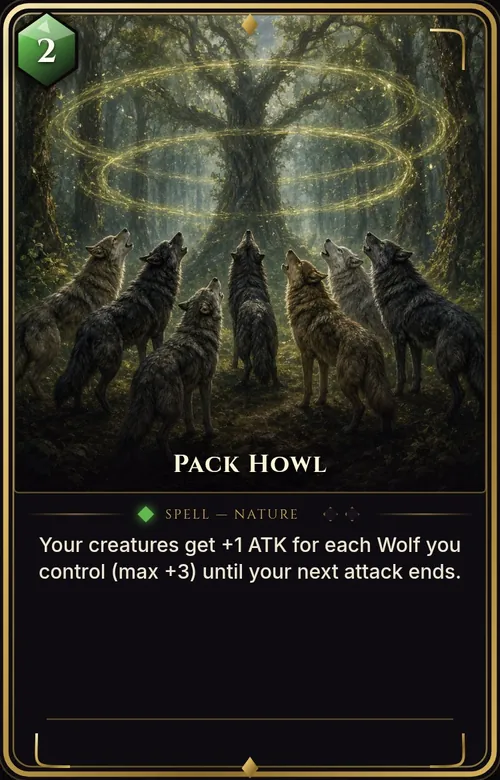 2
PACK HOWL
SPELL — NATURE
Your creatures get +1 ATK for each Wolf you
control (max +3) until your next attack ends.